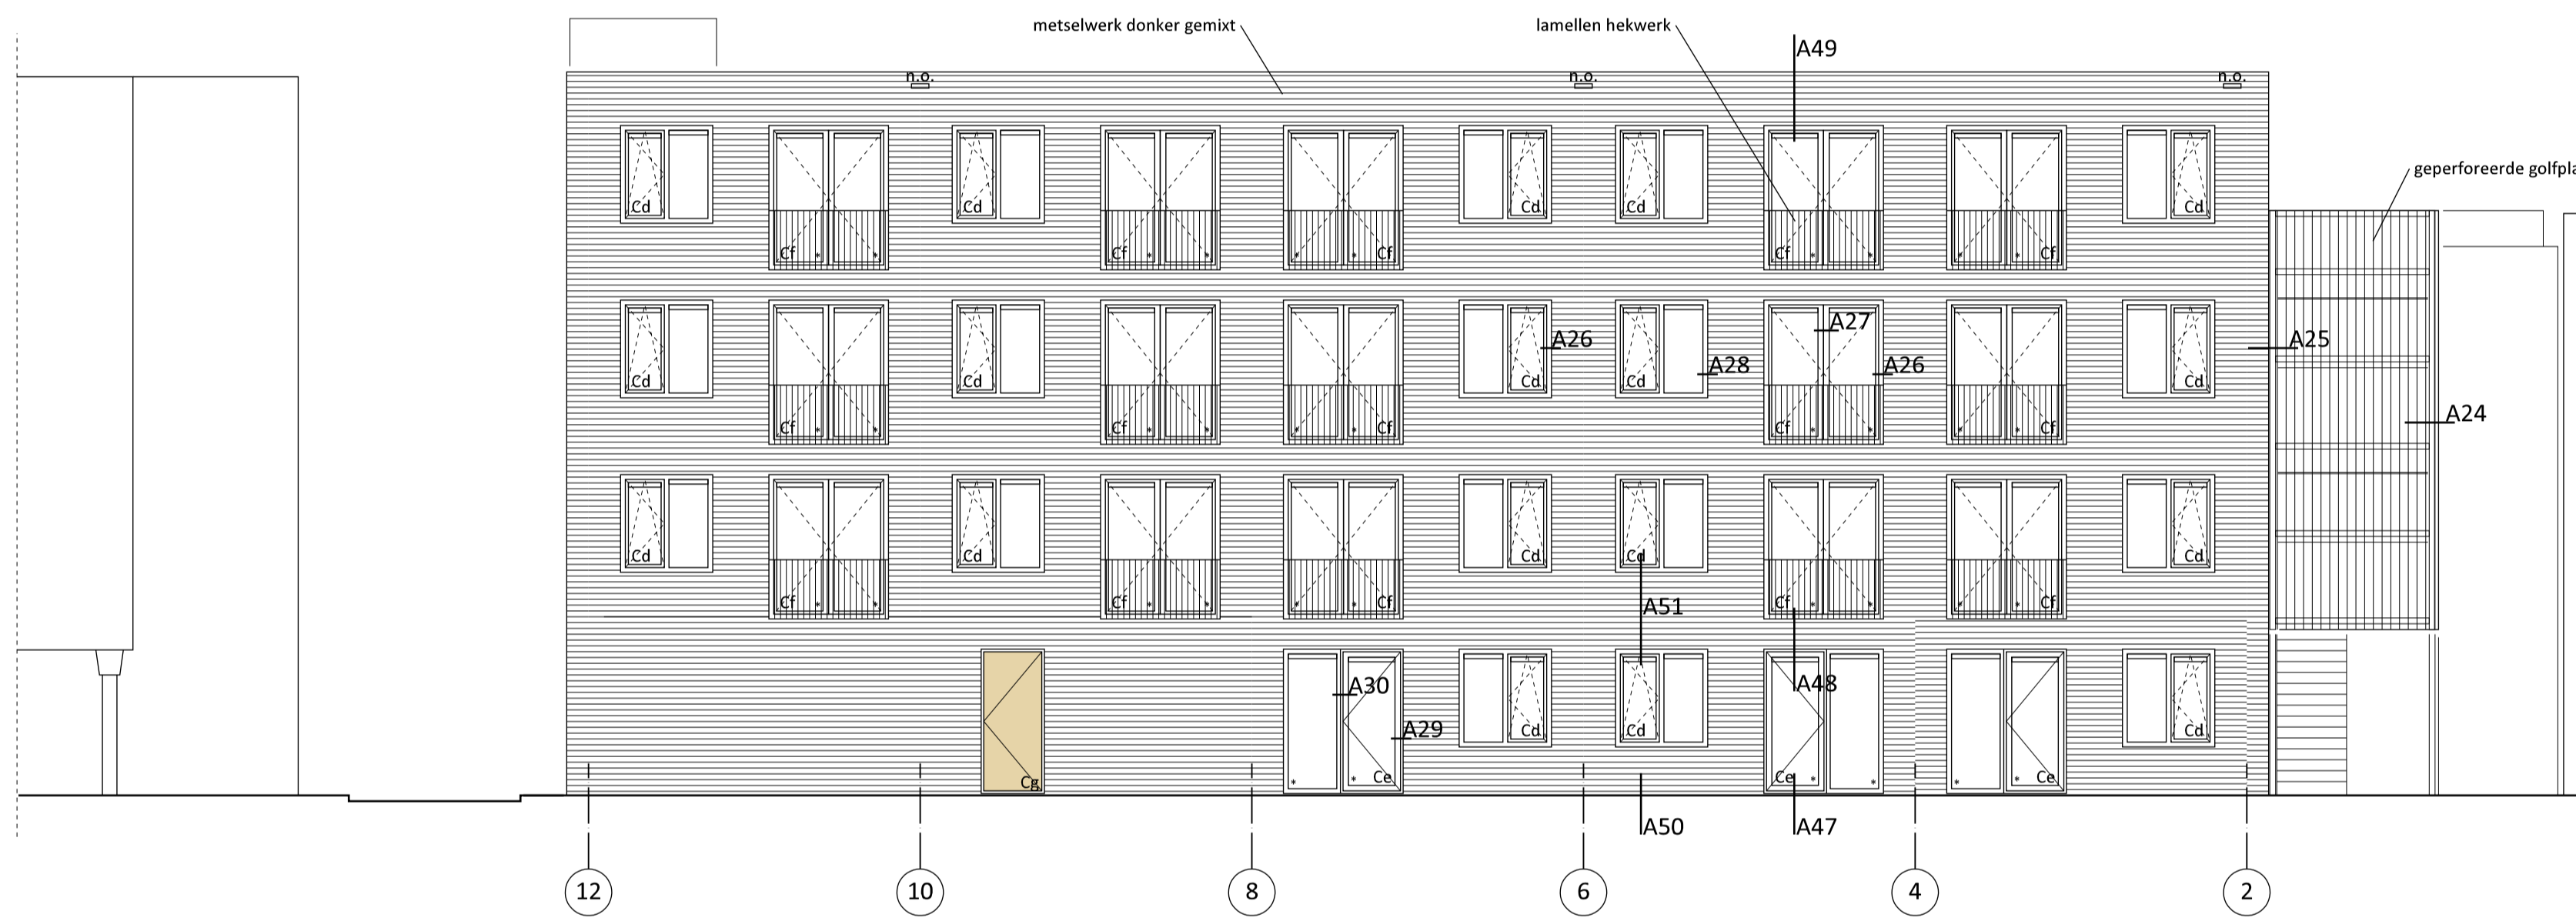 metselwerk donker gemixt
lamellen hekwerk
A49
n.o.
n.o.
n.o.
geperforeerde golfpla
Cd
Cd
Cd
Cd
Cd
Cf
Cf
Cf
Cf
Cf
A27
A26
A25
A28
A26
Cd
Cd
Cd
Cd
Cd
A24
Cf
Cf
Cf
Cf
Cf
Cd
Cd
Cd
Cd
Cd
Cf
Cf
Cf
Cf
Cf
A51
A30
A48
A29
Cd
Cd
Cd
Cg
Ce
Ce
Ce
A50
A47
12
10
8
6
4
2